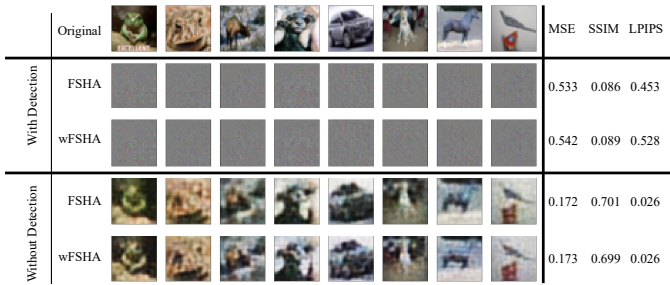 Original MSE SSIM LPIPS
EXCELLENT
With Detection
FSHA 0.533 0.086 0.453
wFSHA 0.542 0.089 0.528
Without Detection
FSHA 0.172 0.701 0.026
wFSHA 0.173 0.699 0.026